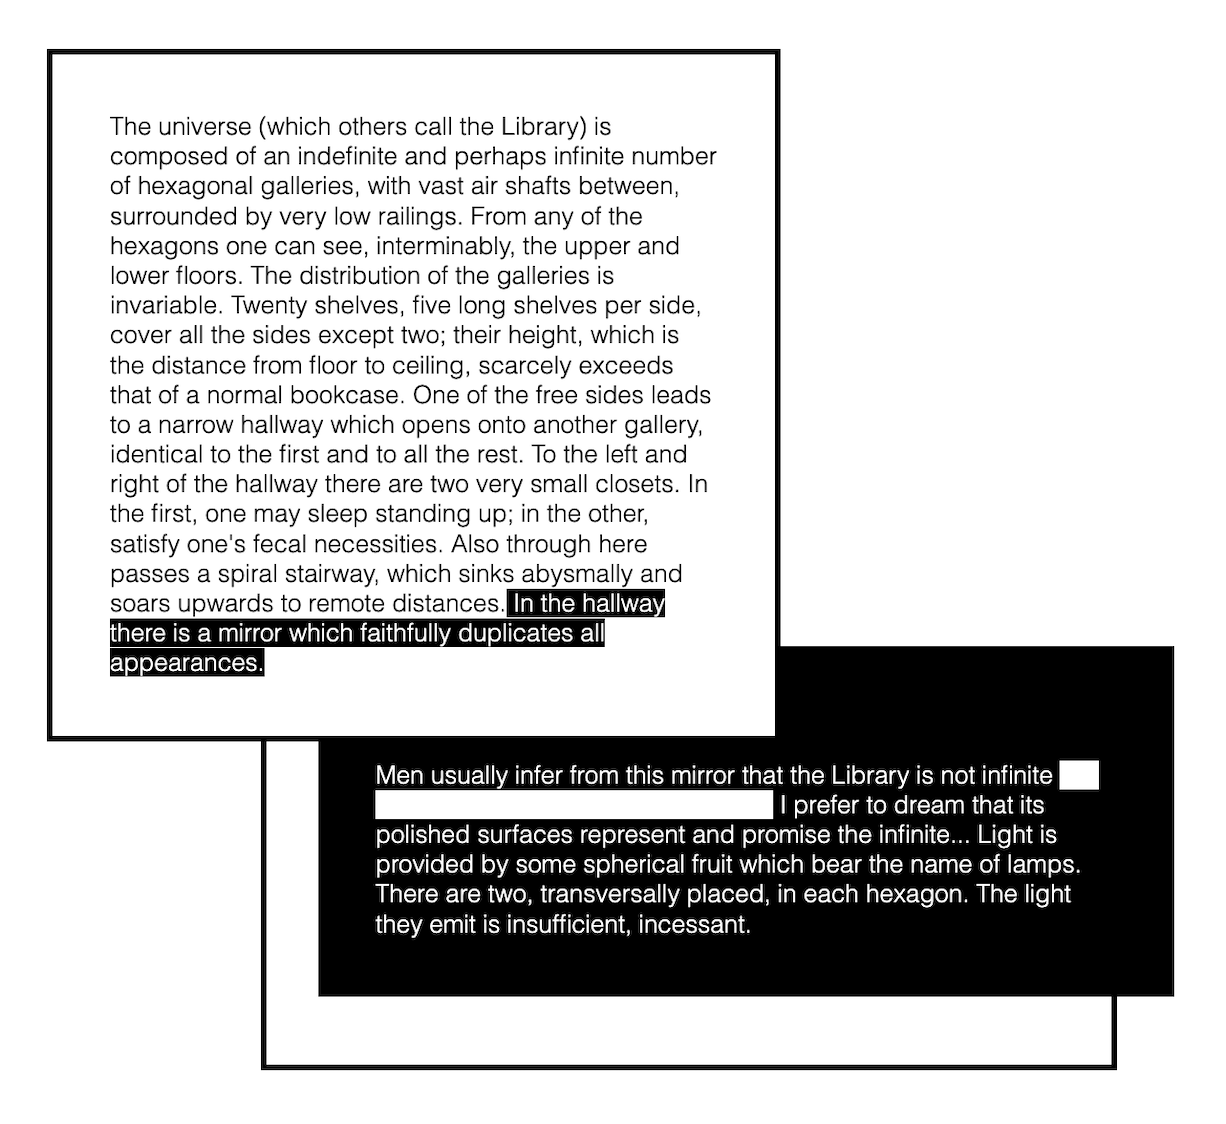 The universe (which others call the Library) is
composed of an indefinite and perhaps infinite number
of hexagonal galleries, with vast air shafts between,
surrounded by very low railings. From any of the
hexagons one can see, interminably, the upper and
lower floors. The distribution of the galleries is
invariable. Twenty shelves, five long shelves per side,
cover all the sides except two; their height, which is
the distance from floor to ceiling, scarcely exceeds
that of a normal bookcase. One of the free sides leads
to a narrow hallway which opens onto another gallery,
identical to the first and to all the rest. To the left and
right of the hallway there are two very small closets. In
the first, one may sleep standing up; in the other,
satisfy one's fecal necessities. Also through here
passes a spiral stairway, which sinks abysmally and
soars upwards to remote distances. In the hallway
there is a mirror which faithfully duplicates all
appearances.
Men usually infer from this mirror that the Library is not infinite
I prefer to dream that its
polished surfaces represent and promise the infinite... Light is
provided by some spherical fruit which bear the name of lamps.
There are two, transversally placed, in each hexagon. The light
they emit is insufficient, incessant.